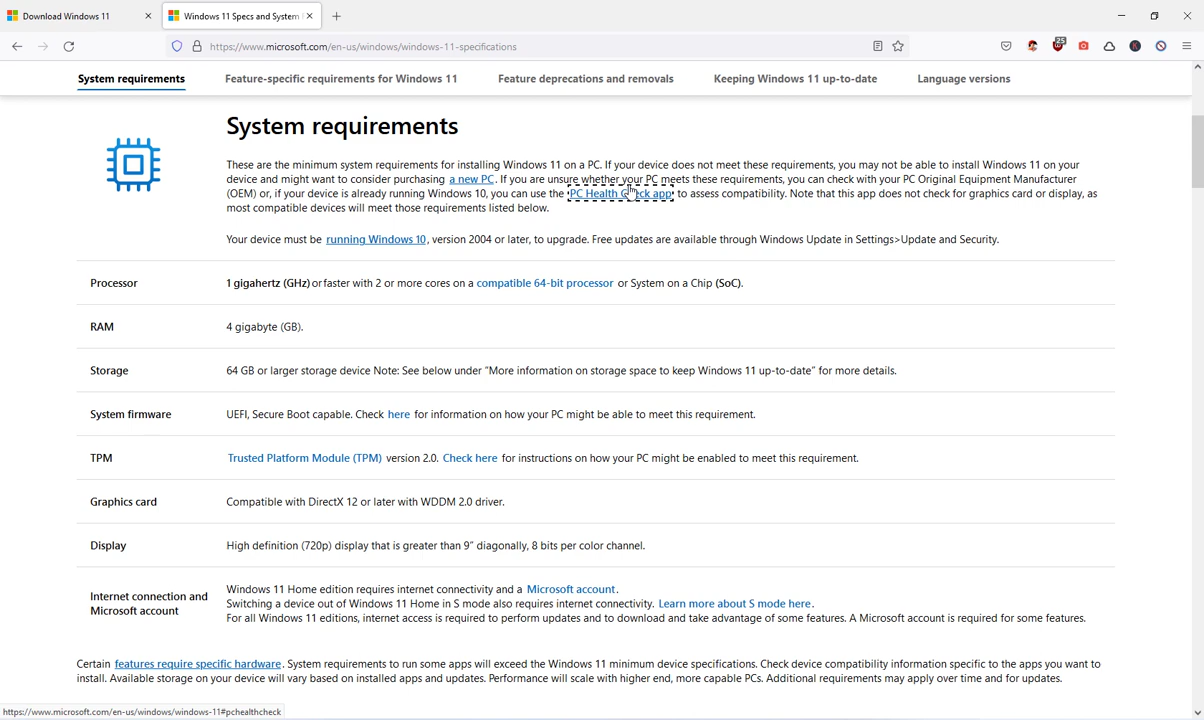 Download Windows 11
Windows 11 Specs and System
https://www.microsoft.com/en-us/windows/windows-11-specifications
25
K
System requirements
Feature-specific requirements for Windows 11
Feature deprecations and removals
Keeping Windows 11 up-to-date
Language versions
System requirements
These are the minimum system requirements for installing Windows 11 on a PC. If your device does not meet these requirements, you may not be able to install Windows 11 on your
device and might want to consider purchasing a new PC. If you are unsure whether your PC meets these requirements, you can check with your PC Original Equipment Manufacturer
(OEM) or, if your device is already running Windows 10, you can use the PC Health Check app to assess compatibility. Note that this app does not check for graphics card or display, as
most compatible devices will meet those requirements listed below.
Your device must be running Windows 10, version 2004 or later, to upgrade. Free updates are available through Windows Update in Settings>Update and Security.
Processor
1 gigahertz (GHz) or faster with 2 or more cores on a compatible 64-bit processor or System on a Chip (SoC).
RAM
4 gigabyte (GB).
Storage
64 GB or larger storage device Note: See below under “More information on storage space to keep Windows 11 up-to-date” for more details.
System firmware
UEFI, Secure Boot capable. Check here for information on how your PC might be able to meet this requirement.
TPM
Trusted Platform Module (TPM) version 2.0. Check here for instructions on how your PC might be enabled to meet this requirement.
Graphics card
Compatible with DirectX 12 or later with WDDM 2.0 driver.
Display
High definition (720p) display that is greater than 9” diagonally, 8 bits per color channel.
Internet connection and
Microsoft account
Windows 11 Home edition requires internet connectivity and a Microsoft account.
Switching a device out of Windows 11 Home in S mode also requires internet connectivity. Learn more about S mode here.
For all Windows 11 editions, internet access is required to perform updates and to download and take advantage of some features. A Microsoft account is required for some features.
Certain features require specific hardware. System requirements to run some apps will exceed the Windows 11 minimum device specifications. Check device compatibility information specific to the apps you want to
install. Available storage on your device will vary based on installed apps and updates. Performance will scale with higher end, more capable PCs. Additional requirements may apply over time and for updates.
https://www.microsoft.com/en-us/windows/windows-11#pchealthcheck